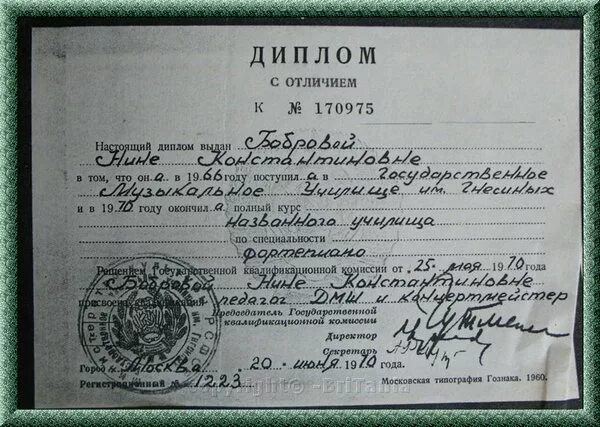 ДИПЛОМ
С ОТЛИЧИЕМ
К № 170975
Настоящий диплом выдан Бобровой
Нине Константиновне
в том, что она в 1966 году поступила в Государственное
Музыкальное Училище им. Гнесиных
и в 1970 году окончила полный курс
названного училища
по специальности
фортепиано
Решением Государственной квалификационной комиссии от „25" мая 1970 года
Бобровой Нине Константиновне
присвоена квалификация педагог ДМШ и концертмейстер
Председатель Государственной
квалификационной комиссии
Директор
Секретарь
Город Москва 20 июня 1970 года.
Регистрационный № 1223
Московская типография Гознака. 1960.
Copyright© -BriTania